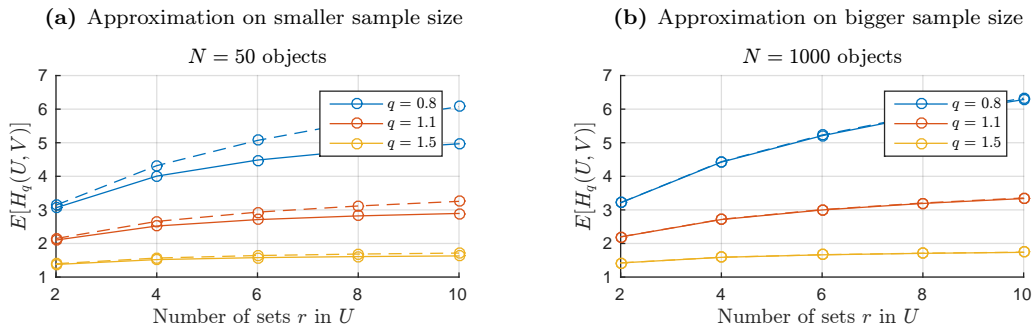 (a) Approximation on smaller sample size
N = 50 objects
7
6
5
4
3
2
1
E[H_q(U, V)]
q = 0.8
q = 1.1
q = 1.5
2 4 6 8 10
Number of sets r in U
(b) Approximation on bigger sample size
N = 1000 objects
7
6
5
4
3
2
1
E[H_q(U, V)]
q = 0.8
q = 1.1
q = 1.5
2 4 6 8 10
Number of sets r in U